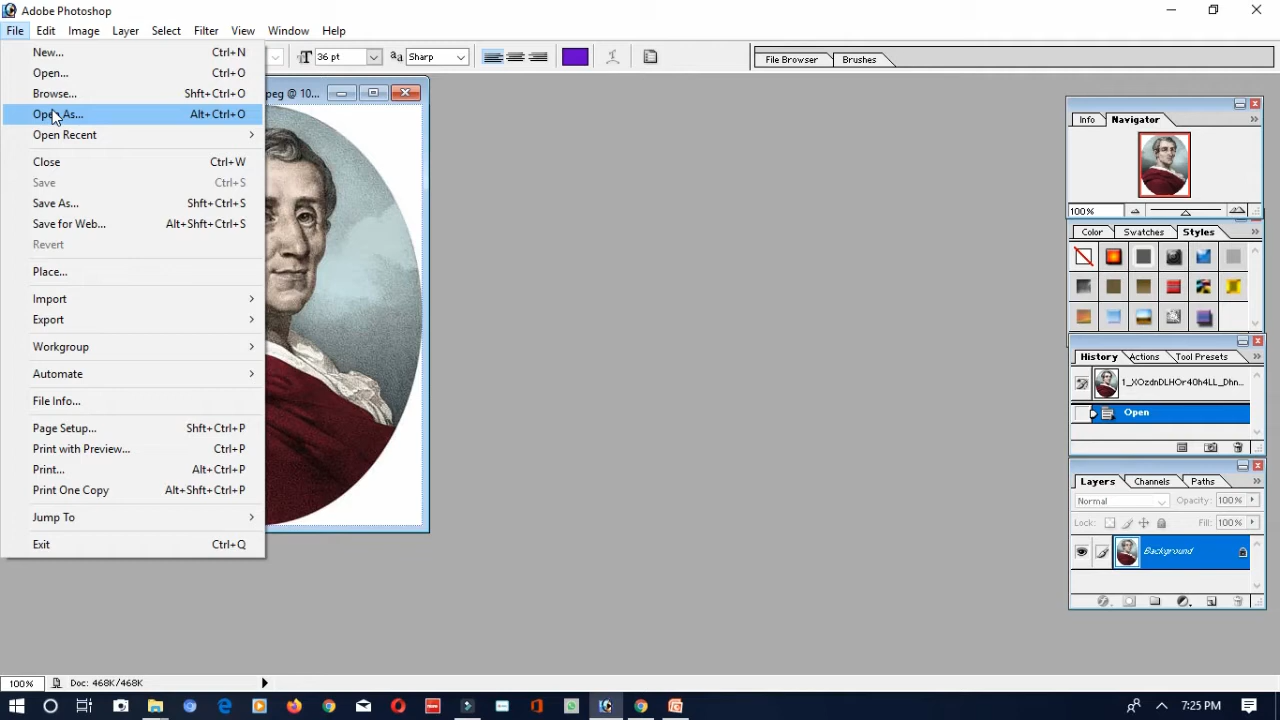 Adobe Photoshop
File Edit Image Layer Select Filter View Window Help
New... Ctrl+N
Open... Ctrl+O
Browse... Shft+Ctrl+O
Open As... Alt+Ctrl+O
Open Recent
Close Ctrl+W
Save Ctrl+S
Save As... Shft+Ctrl+S
Save for Web... Alt+Shft+Ctrl+S
Revert
Place...
Import
Export
Workgroup
Automate
File Info...
Page Setup... Shft+Ctrl+P
Print with Preview... Ctrl+P
Print... Alt+Ctrl+P
Print One Copy Alt+Shft+Ctrl+P
Jump To
Exit Ctrl+Q
36 pt aa Sharp
File Browser Brushes
peg @ 10...
Info Navigator
100%
Color Swatches Styles
History Actions Tool Presets
1_XOzdnDLHOr40h4LL_Dhn...
Open
Layers Channels Paths
Normal Opacity: 100%
Lock: Fill: 100%
Background
100% Doc: 468K/468K
7:25 PM